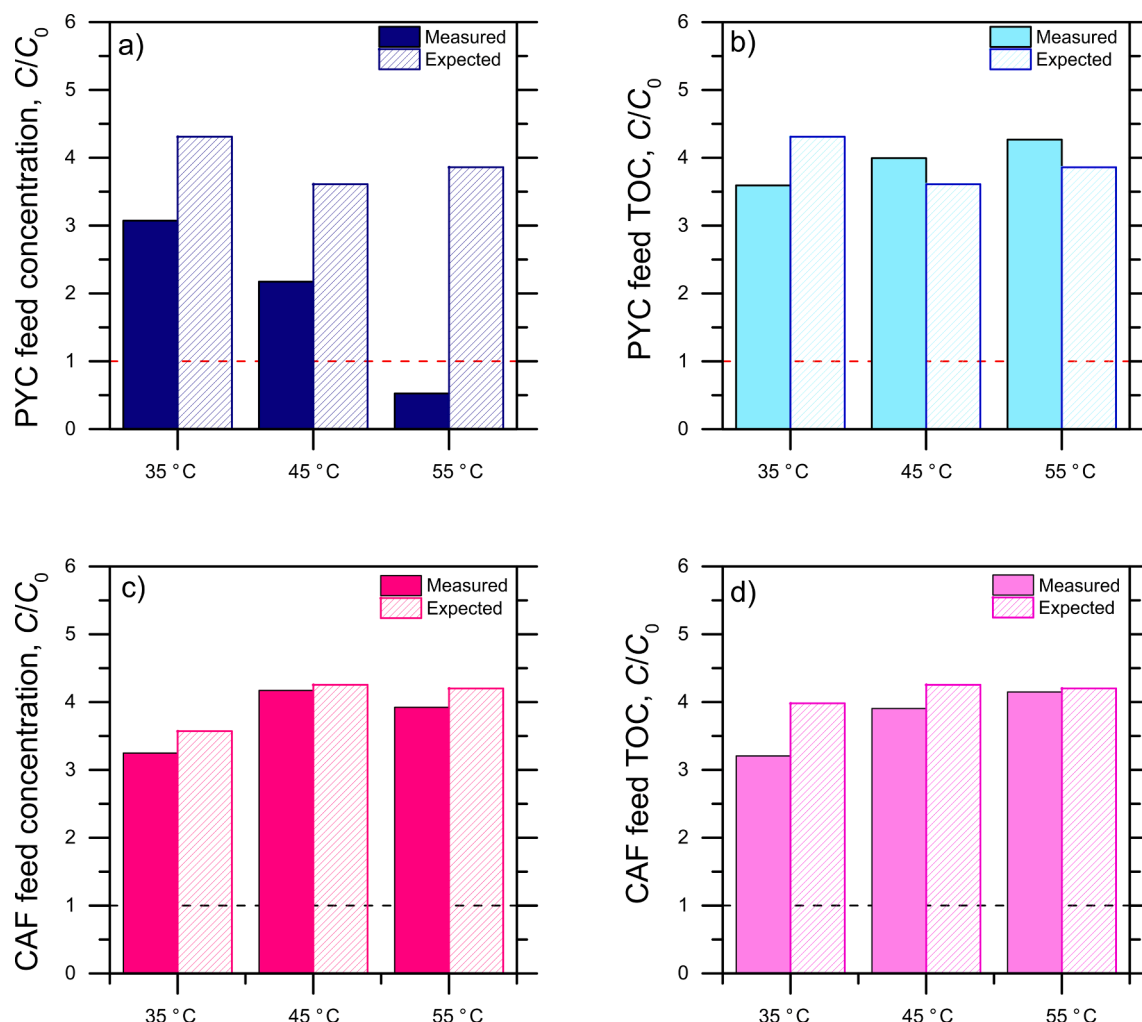 a)
Measured
Expected
PYC feed concentration, C/C0
6
5
4
3
2
1
0
35 °C 45 °C 55 °C
b)
Measured
Expected
PYC feed TOC, C/C0
6
5
4
3
2
1
0
35 °C 45 °C 55 °C
c)
Measured
Expected
CAF feed concentration, C/C0
6
5
4
3
2
1
0
35 °C 45 °C 55 °C
d)
Measured
Expected
CAF feed TOC, C/C0
6
5
4
3
2
1
0
35 °C 45 °C 55 °C